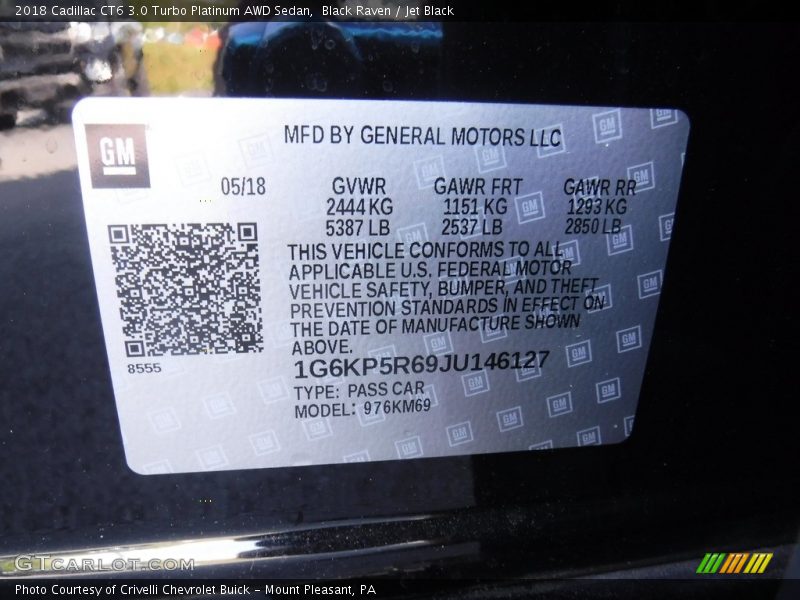 2018 Cadillac CT6 3.0 Turbo Platinum AWD Sedan, Black Raven / Jet Black
MFD BY GENERAL MOTORS LLC
GM
05/18 GVWR GAWR FRT GAWR RR
2444 KG 1151 KG 1293 KG
5387 LB 2537 LB 2850 LB
THIS VEHICLE CONFORMS TO ALL
APPLICABLE U.S. FEDERAL MOTOR
VEHICLE SAFETY, BUMPER, AND THEFT
PREVENTION STANDARDS IN EFFECT ON
THE DATE OF MANUFACTURE SHOWN
ABOVE.
8555
1G6KP5R69JU146127
TYPE: PASS CAR
MODEL: 976KM69
GTCarlot.com
Photo Courtesy of Crivelli Chevrolet Buick - Mount Pleasant, PA